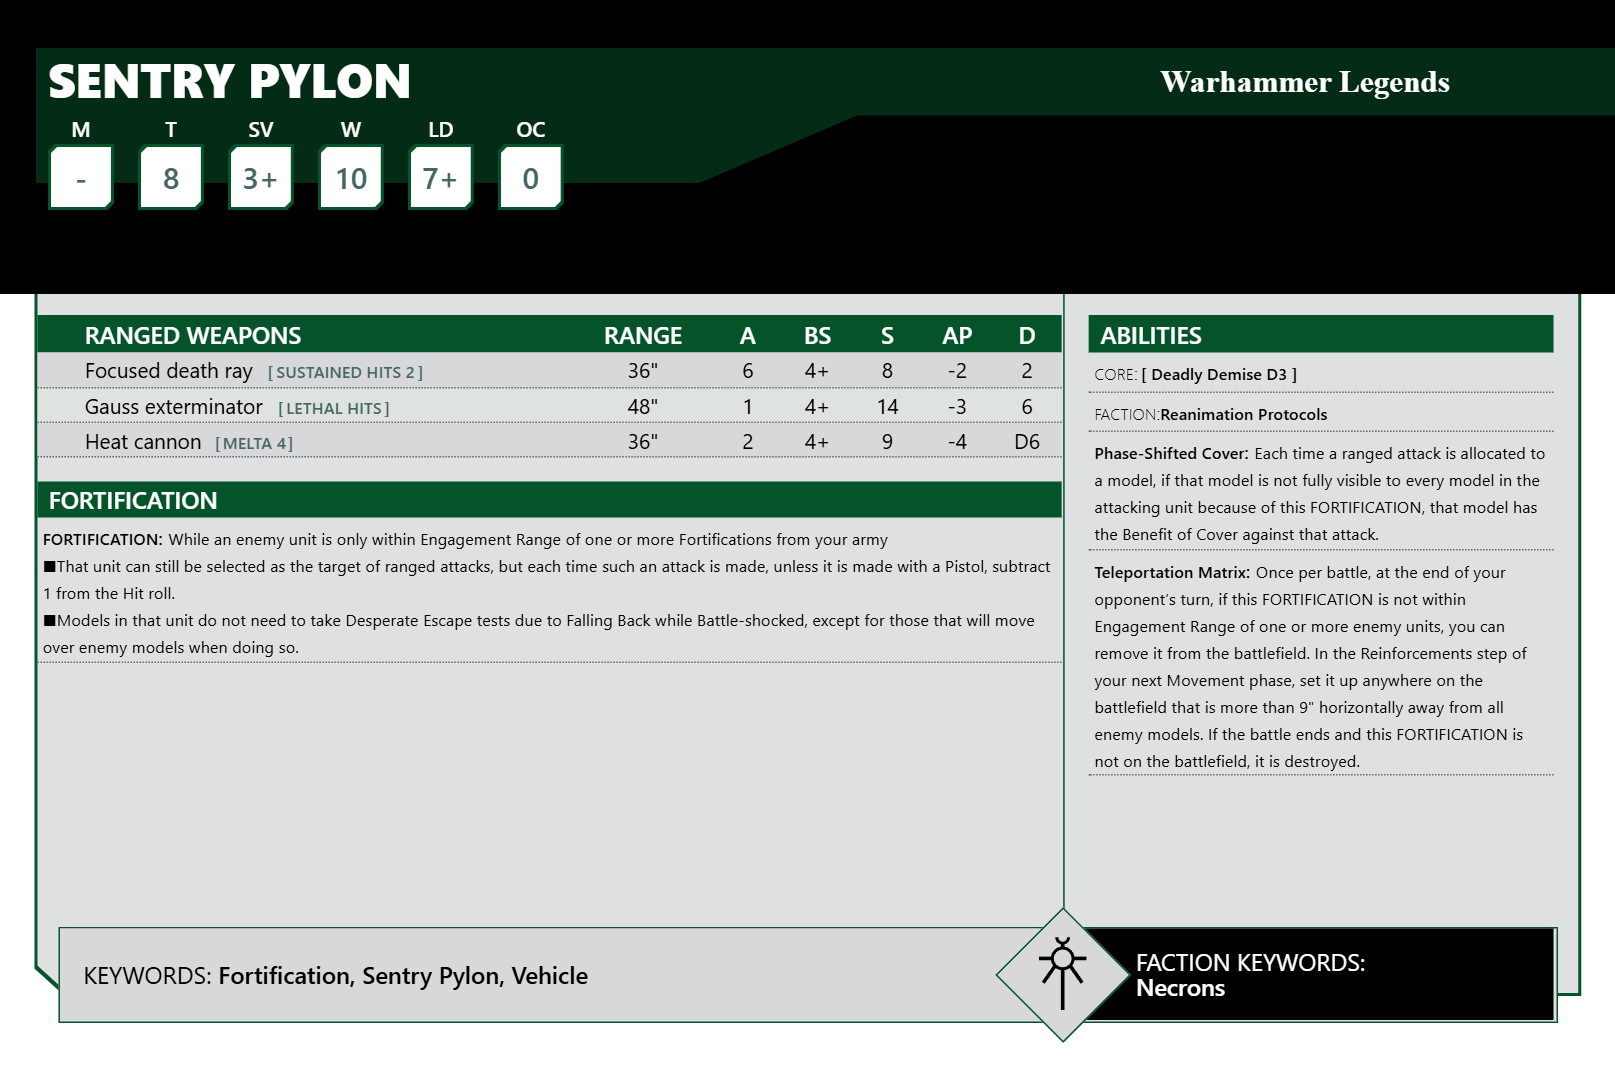 SENTRY PYLON
Warhammer Legends
M T SV W LD OC
- 8 3+ 10 7+ 0
RANGED WEAPONS RANGE A BS S AP D
Focused death ray [ SUSTAINED HITS 2 ] 36" 6 4+ 8 -2 2
Gauss exterminator [ LETHAL HITS ] 48" 1 4+ 14 -3 6
Heat cannon [ MELTA 4 ] 36" 2 4+ 9 -4 D6
FORTIFICATION
FORTIFICATION: While an enemy unit is only within Engagement Range of one or more Fortifications from your army
■That unit can still be selected as the target of ranged attacks, but each time such an attack is made, unless it is made with a Pistol, subtract
1 from the Hit roll.
■Models in that unit do not need to take Desperate Escape tests due to Falling Back while Battle-shocked, except for those that will move
over enemy models when doing so.
ABILITIES
CORE: [ Deadly Demise D3 ]
FACTION:Reanimation Protocols
Phase-Shifted Cover: Each time a ranged attack is allocated to
a model, if that model is not fully visible to every model in the
attacking unit because of this FORTIFICATION, that model has
the Benefit of Cover against that attack.
Teleportation Matrix: Once per battle, at the end of your
opponent's turn, if this FORTIFICATION is not within
Engagement Range of one or more enemy units, you can
remove it from the battlefield. In the Reinforcements step of
your next Movement phase, set it up anywhere on the
battlefield that is more than 9" horizontally away from all
enemy models. If the battle ends and this FORTIFICATION is
not on the battlefield, it is destroyed.
KEYWORDS: Fortification, Sentry Pylon, Vehicle
FACTION KEYWORDS:
Necrons